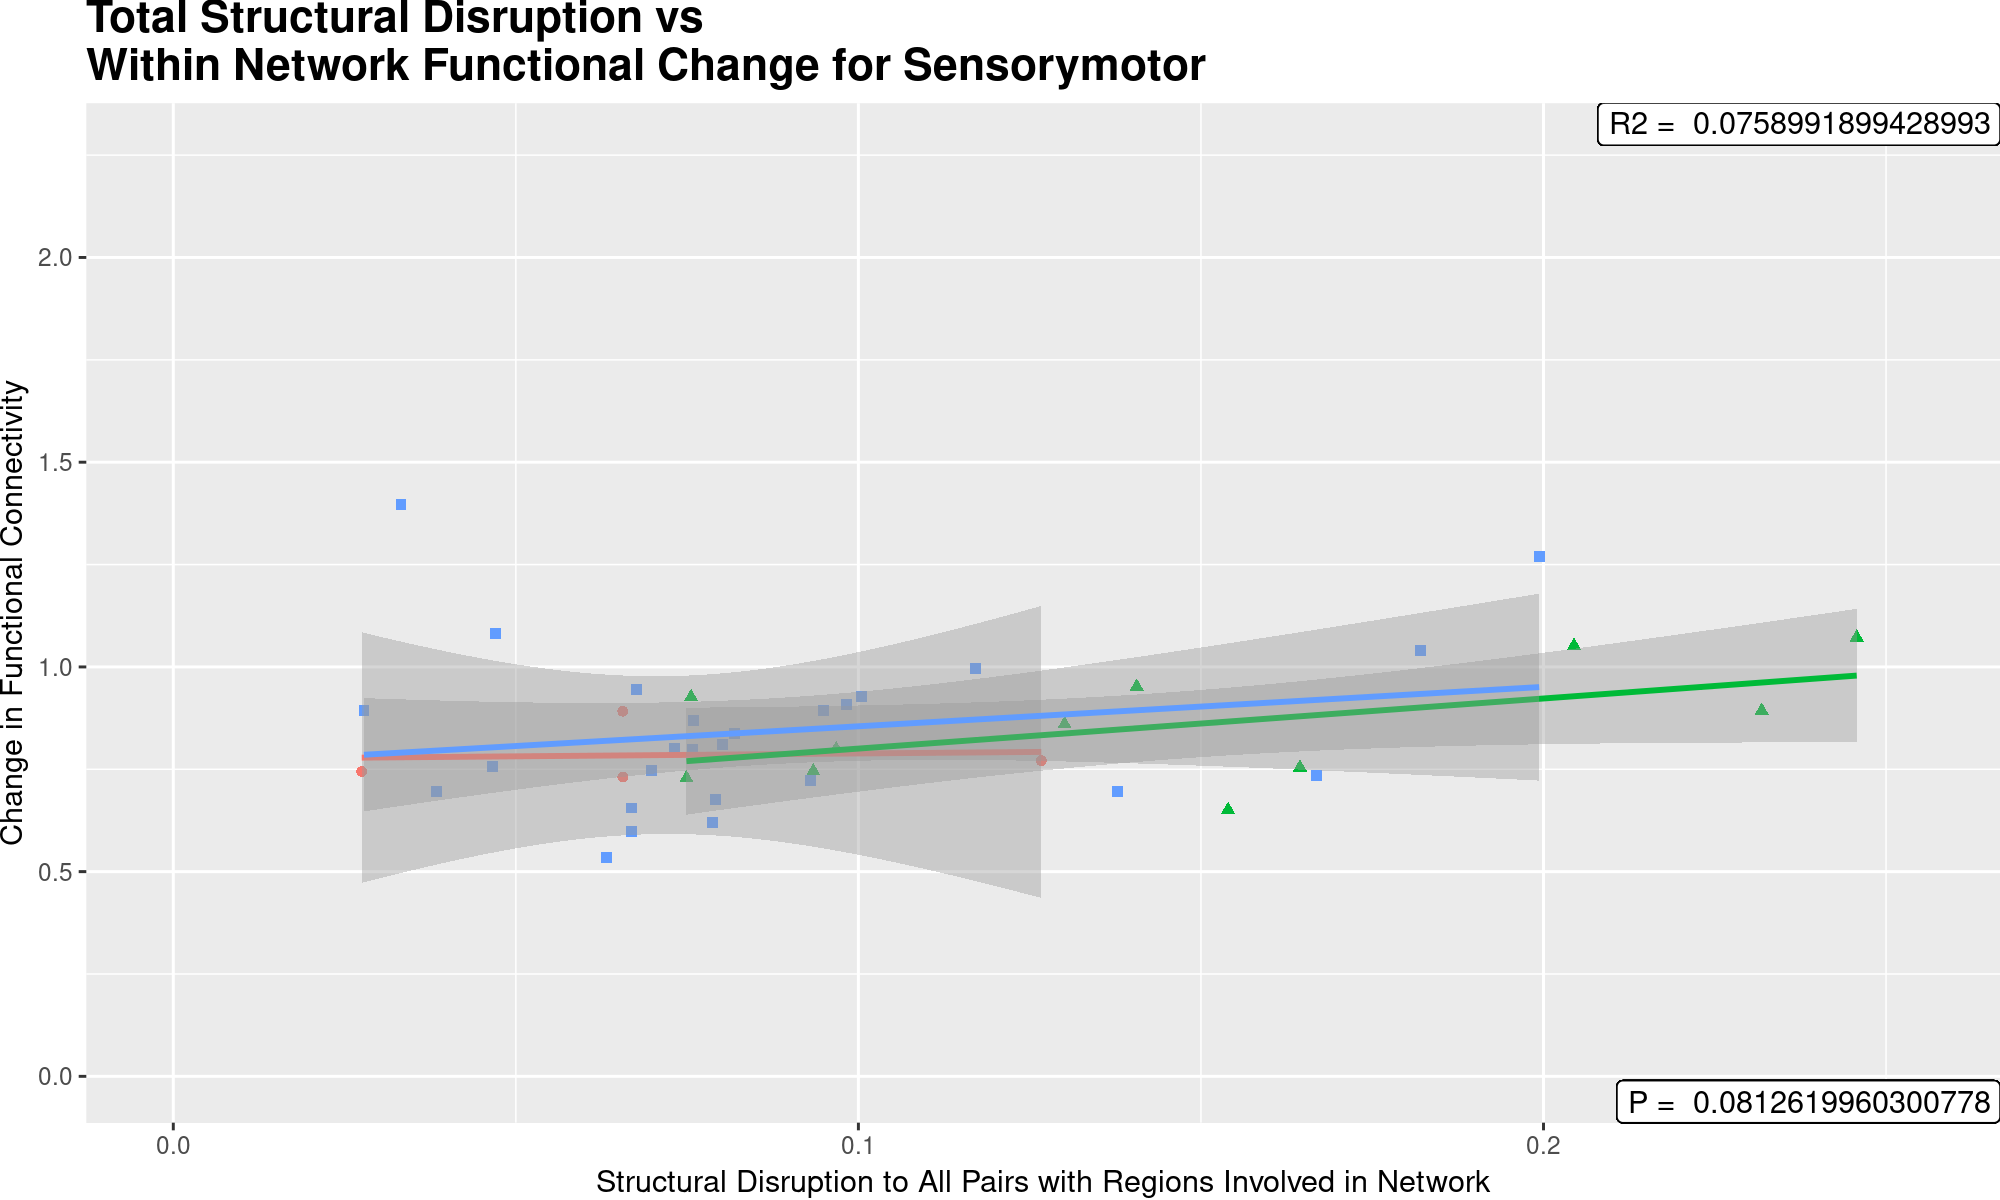 Total Structural Disruption vs
Within Network Functional Change for Sensorymotor
R2 = 0.0758991899428993
Change in Functional Connectivity
2.0
1.5
1.0
0.5
0.0
P = 0.0812619960300778
0.0
0.1
0.2
Structural Disruption to All Pairs with Regions Involved in Network